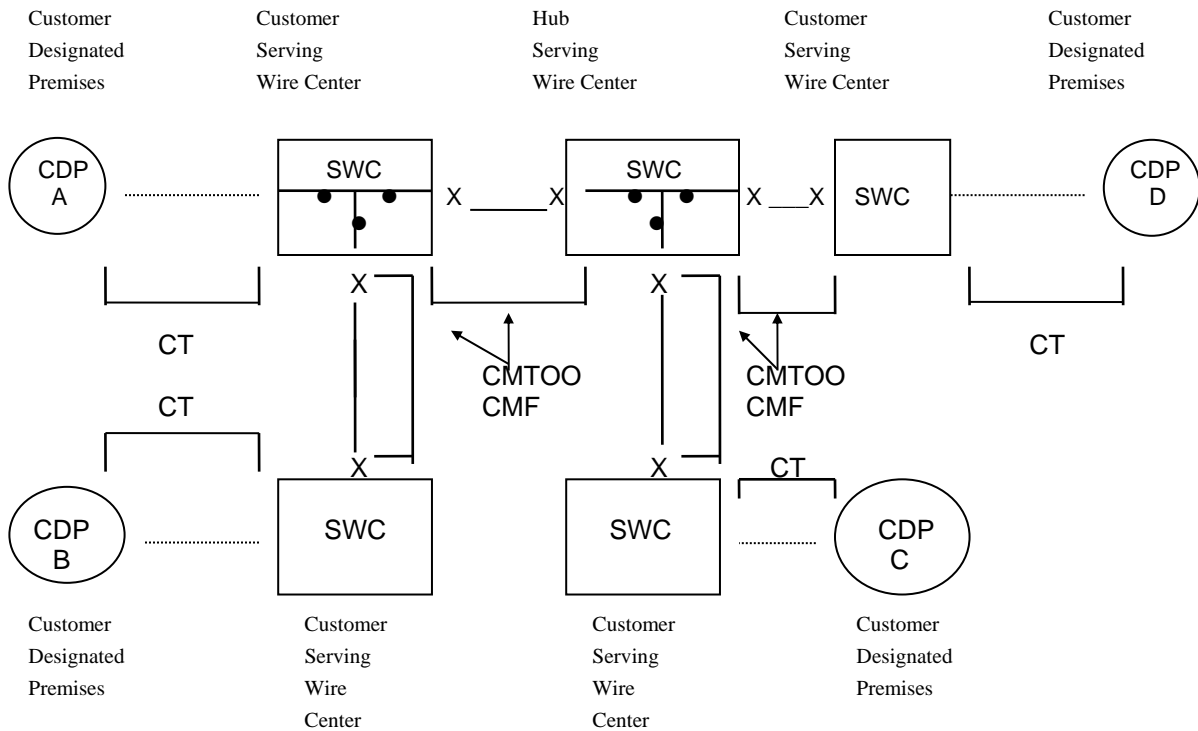 Customer
Designated
Premises
Customer
Serving
Wire Center
Hub
Serving
Wire Center
Customer
Serving
Wire Center
Customer
Designated
Premises
CDP
A
SWC
X
X
SWC
X
X
SWC
CDP
D
X
X
CT
CMTOO
CMF
CMTOO
CMF
CT
CT
X
X
CT
CDP
B
SWC
SWC
CDP
C
Customer
Designated
Premises
Customer
Serving
Wire
Center
Customer
Serving
Wire
Center
Customer
Designated
Premises